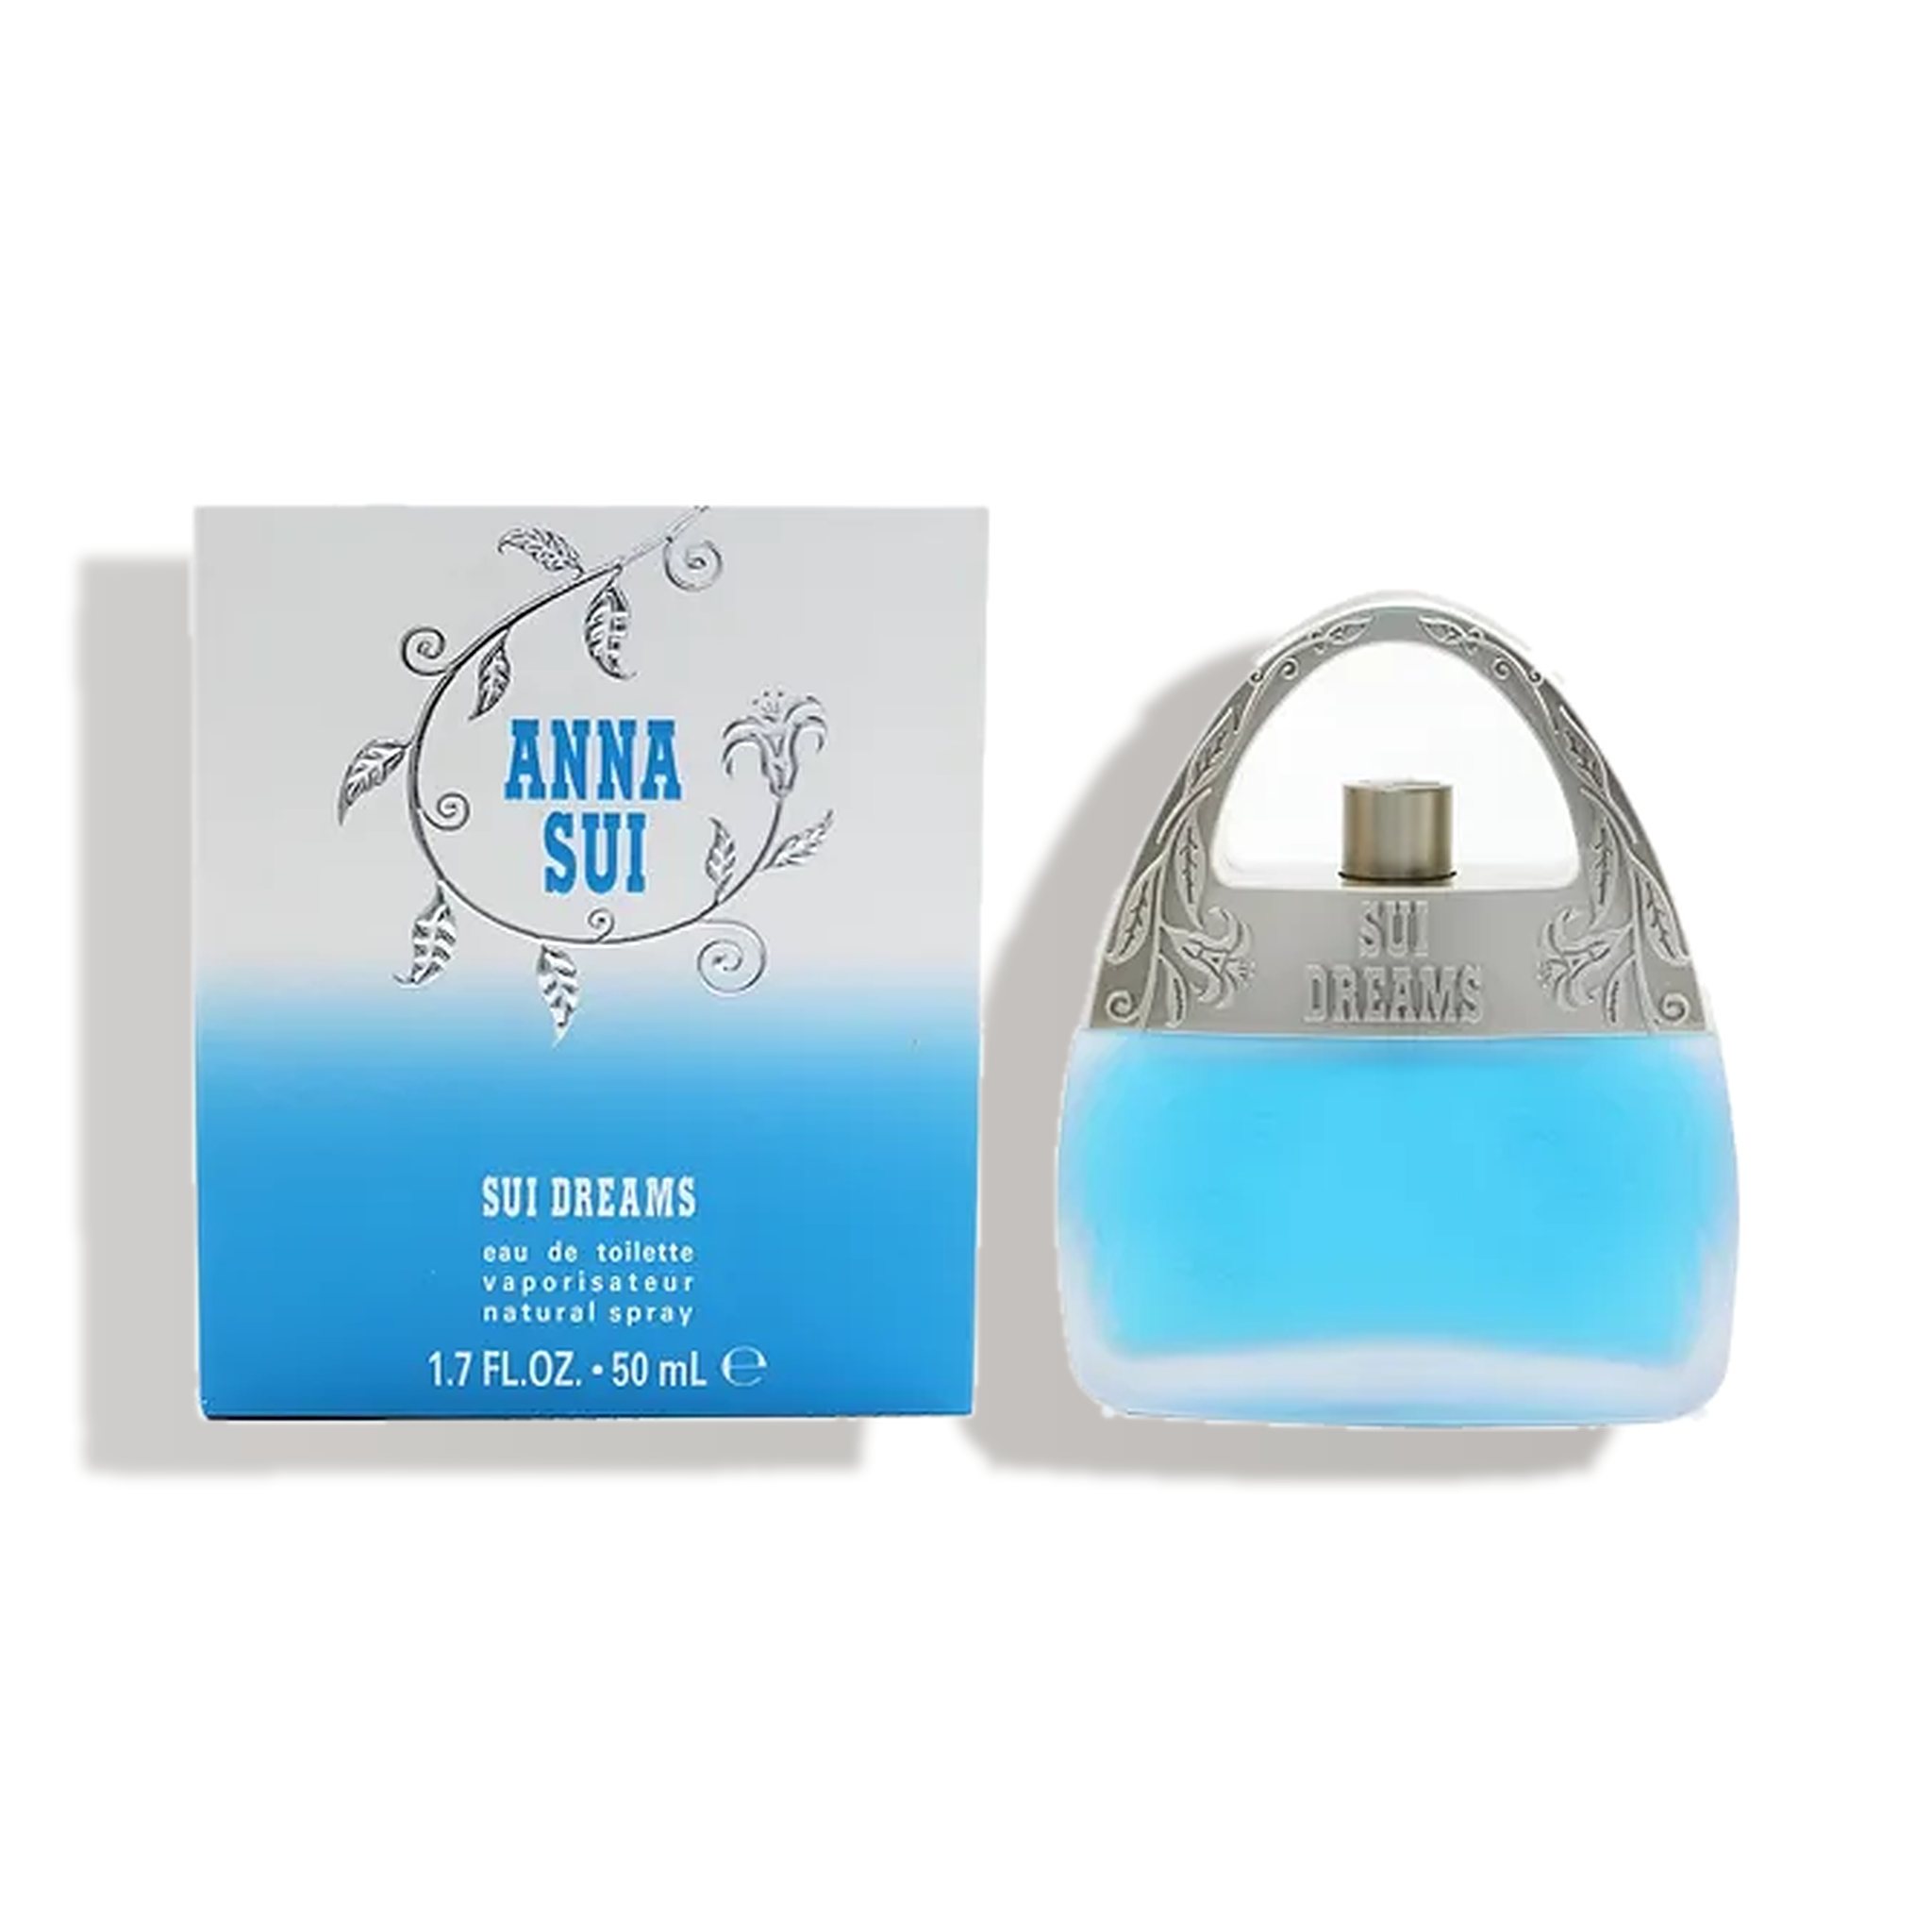 ANNA
SUI
SUI DREAMS
eau de toilette
vaporisateur
natural spray
1.7 FL.OZ. • 50 mL ℮
SUI
DREAMS